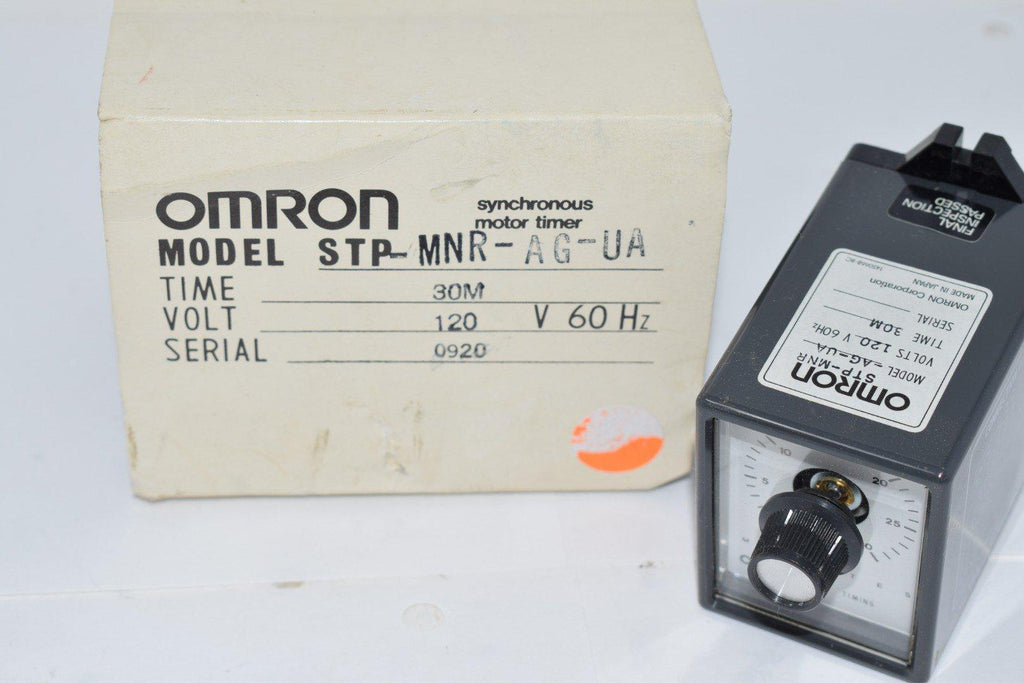 OMRON
synchronous
motor timer
MODEL STP-MNR-AG-UA
TIME 30M
VOLT 120 V 60 Hz
SERIAL 0920
FINAL
INSPECTION
PASSED
OMRON
MODEL STP-MNR
-AG-UA
VOLTS 120 V 60Hz
TIME 30M
SERIAL
OMRON Corporation
MADE IN JAPAN
5
10
20
25
0
TIMING